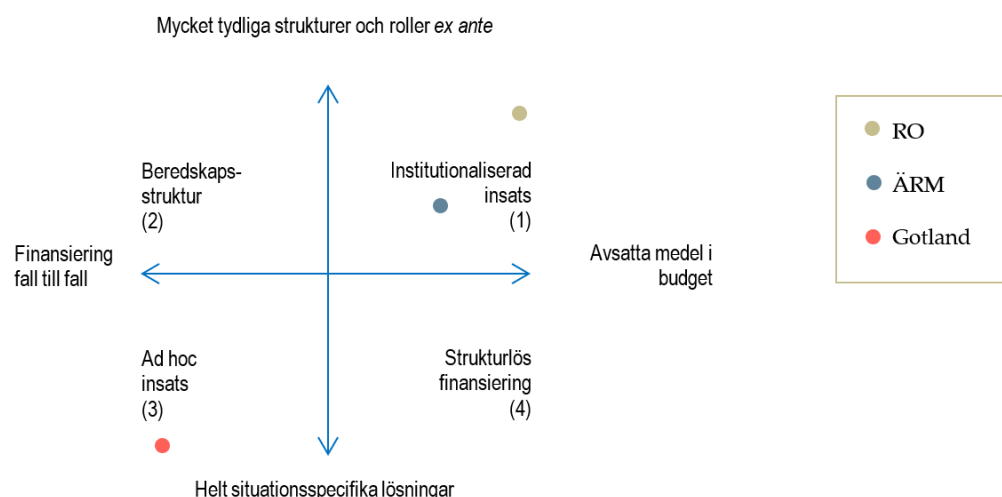 Mycket tydliga strukturer och roller ex ante
Beredskaps-
struktur
(2)
Institutionaliserad
insats
(1)
Finansiering
fall till fall
Avsatta medel i
budget
Ad hoc
insats
(3)
Strukturlös
finansiering
(4)
Helt situationsspecifika lösningar
RO
ÄRM
Gotland